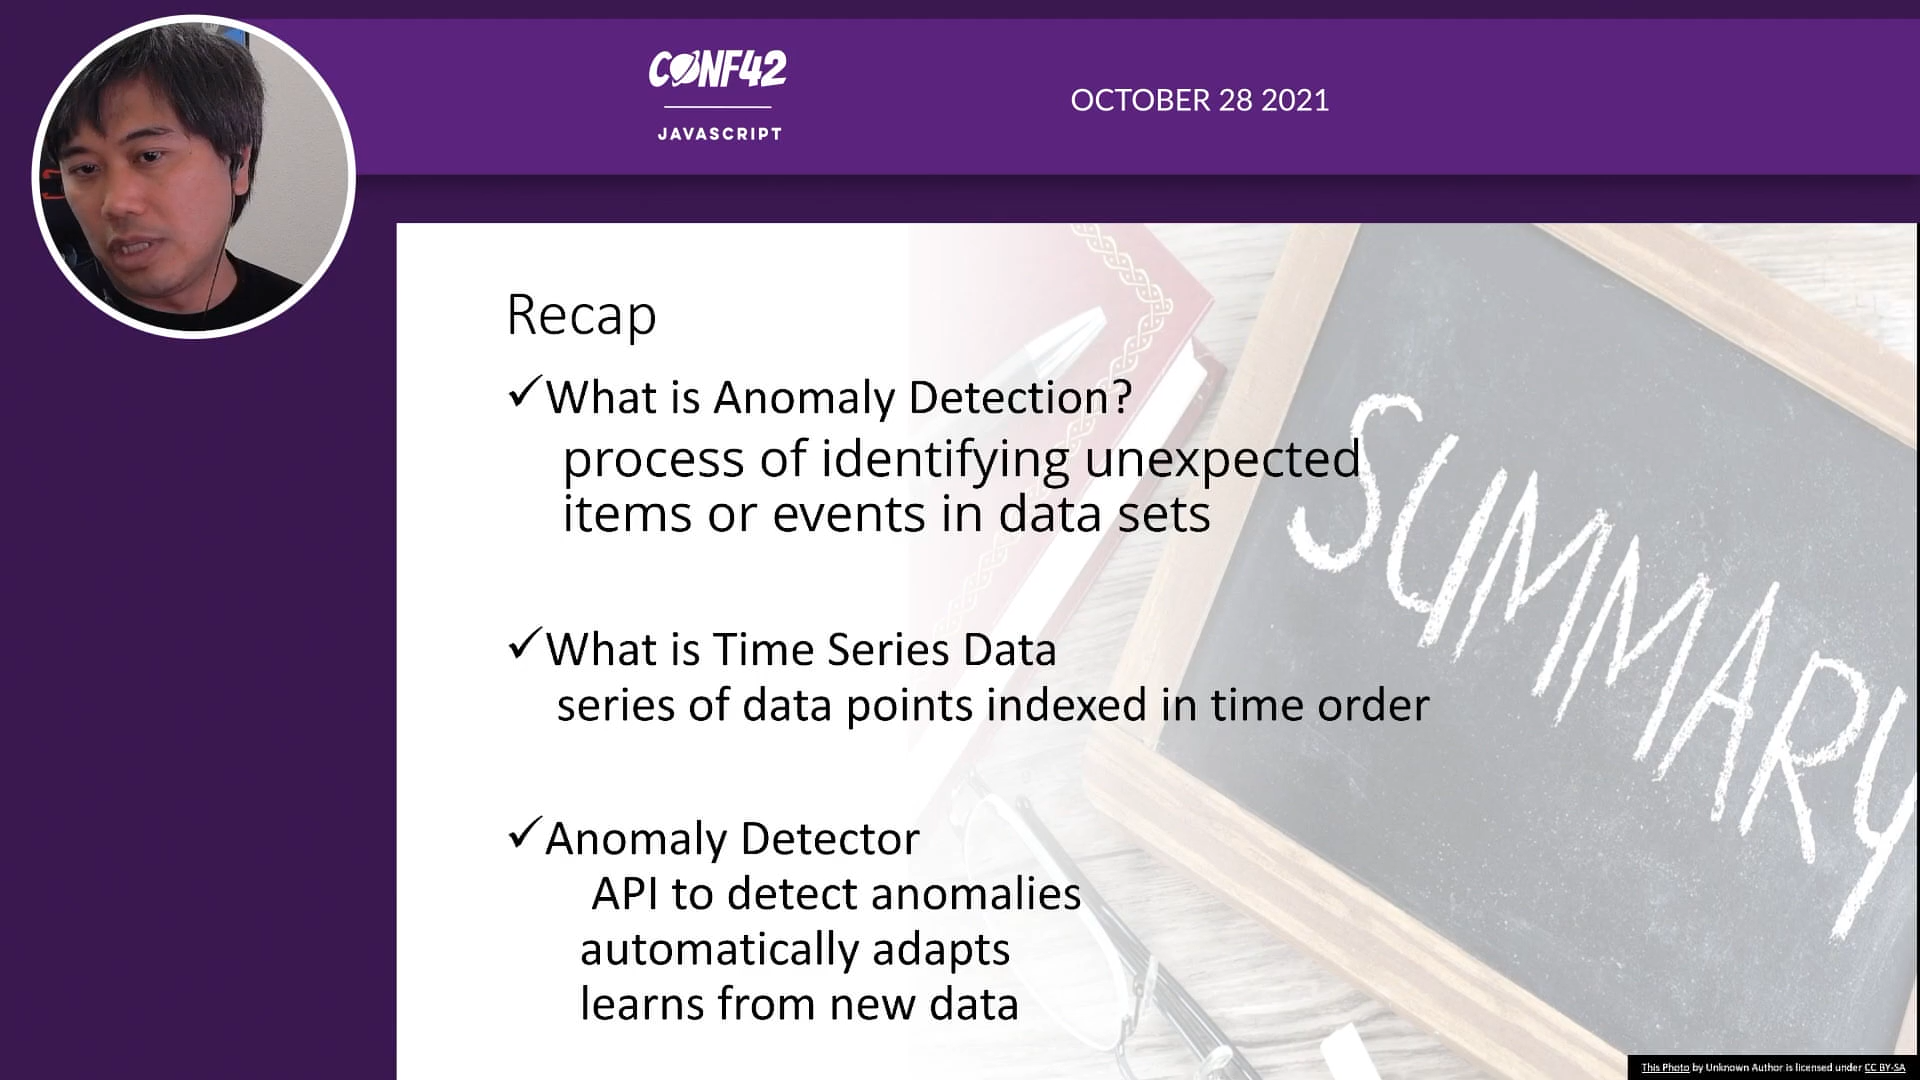 CONF42
JAVASCRIPT
OCTOBER 28 2021
Recap
✓What is Anomaly Detection?
process of identifying unexpected
items or events in data sets
✓What is Time Series Data
series of data points indexed in time order
✓Anomaly Detector
API to detect anomalies
automatically adapts
learns from new data
SUMMARY
This Photo by Unknown Author is licensed under CC BY-SA